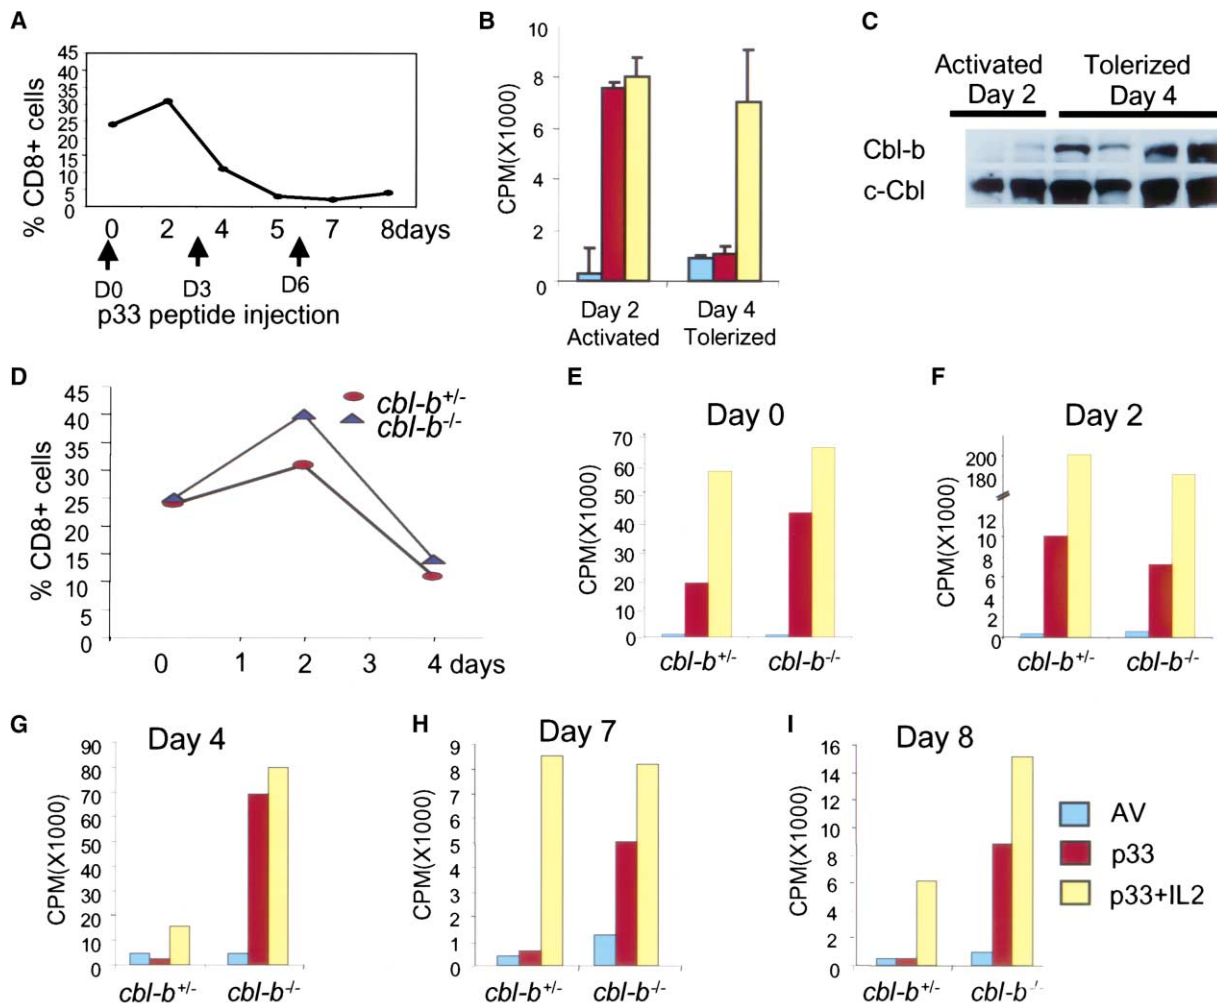 A
% CD8+ cells
45
40
35
30
25
20
15
10
5
0
0 2 4 5 7 8days
D0 D3 D6
p33 peptide injection
B
CPM(X1000)
10
8
6
4
2
0
Day 2 Day 4
Activated Tolerized
C
Activated Tolerized
Day 2 Day 4
Cbl-b
c-Cbl
D
% CD8+ cells
45
40
35
30
25
20
15
10
5
0
0 1 2 3 4 days
cbl-b+/-
cbl-b-/-
E
Day 0
CPM(X1000)
70
60
50
40
30
20
10
0
cbl-b+/- cbl-b-/-
F
Day 2
CPM(X1000)
200
180
12
10
8
6
4
2
0
cbl-b+/- cbl-b-/-
G
Day 4
CPM(X1000)
90
80
70
60
50
40
30
20
10
0
cbl-b+/- cbl-b-/-
H
Day 7
CPM(X1000)
9
8
7
6
5
4
3
2
1
0
cbl-b+/- cbl-b-/-
I
Day 8
CPM(X1000)
16
14
12
10
8
6
4
2
0
cbl-b+/- cbl-b-/-
AV
p33
p33+IL2